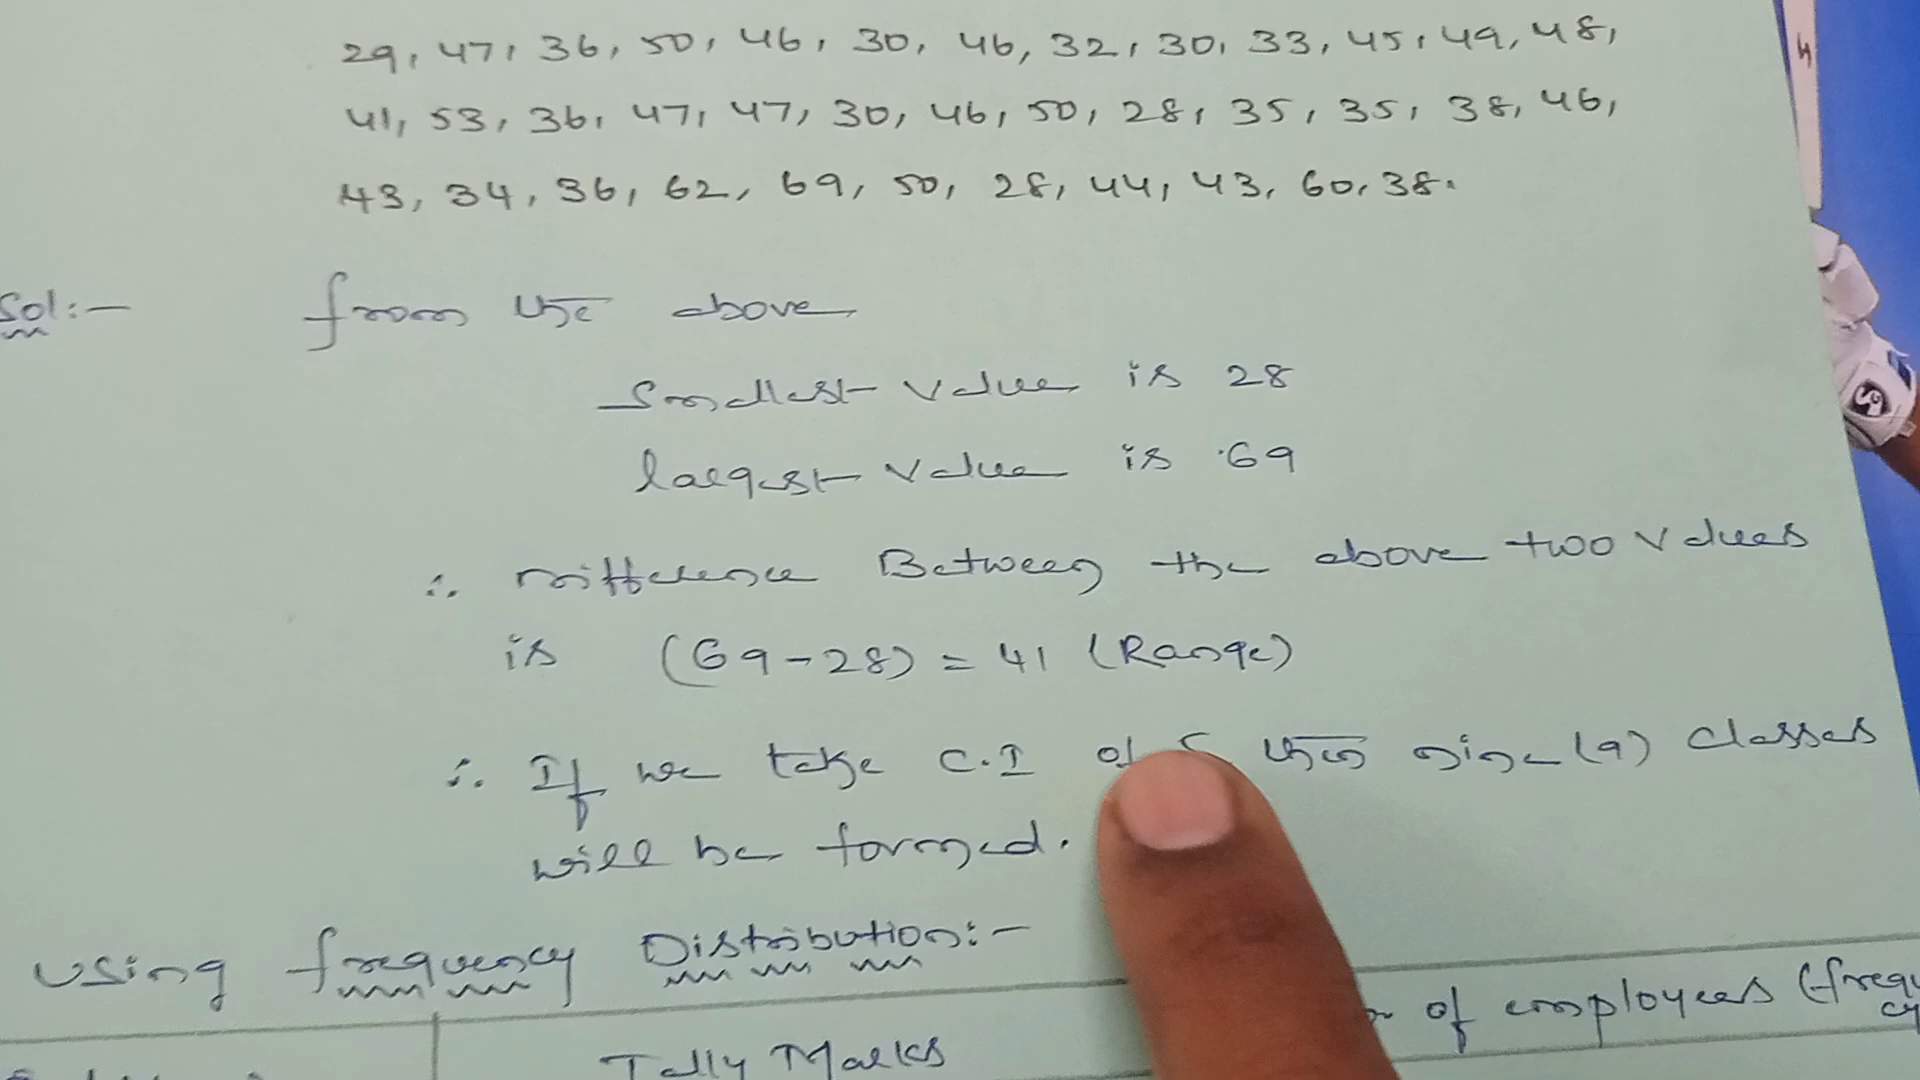 29, 47, 36, 50, 46, 30, 46, 32, 30, 33, 45, 49, 48,
41, 53, 36, 47, 47, 30, 46, 50, 28, 35, 35, 38, 46,
43, 34, 36, 62, 69, 50, 28, 44, 43, 60, 38.
Sol:- from the above
Smallest value is 28
largest value is 69
∴ Difference Between the above two values
is (69-28) = 41 (Range)
∴ If we take C.I of 5 then nine (9) classes
will be formed.
Using frequency Distribution:-
of employees (frequ
cy
Tally Marks